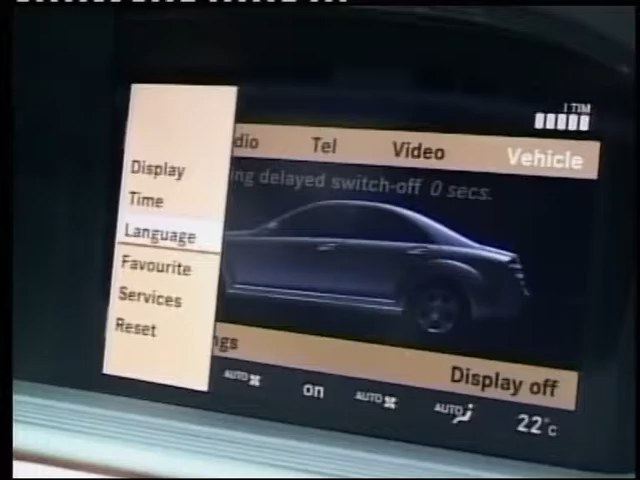 I TIM
dio Tel Video Vehicle
ing delayed switch-off 0 secs.
Display
Time
Language
Favourite
Services
Reset
ngs Display off
AUTO on AUTO AUTO 22°C